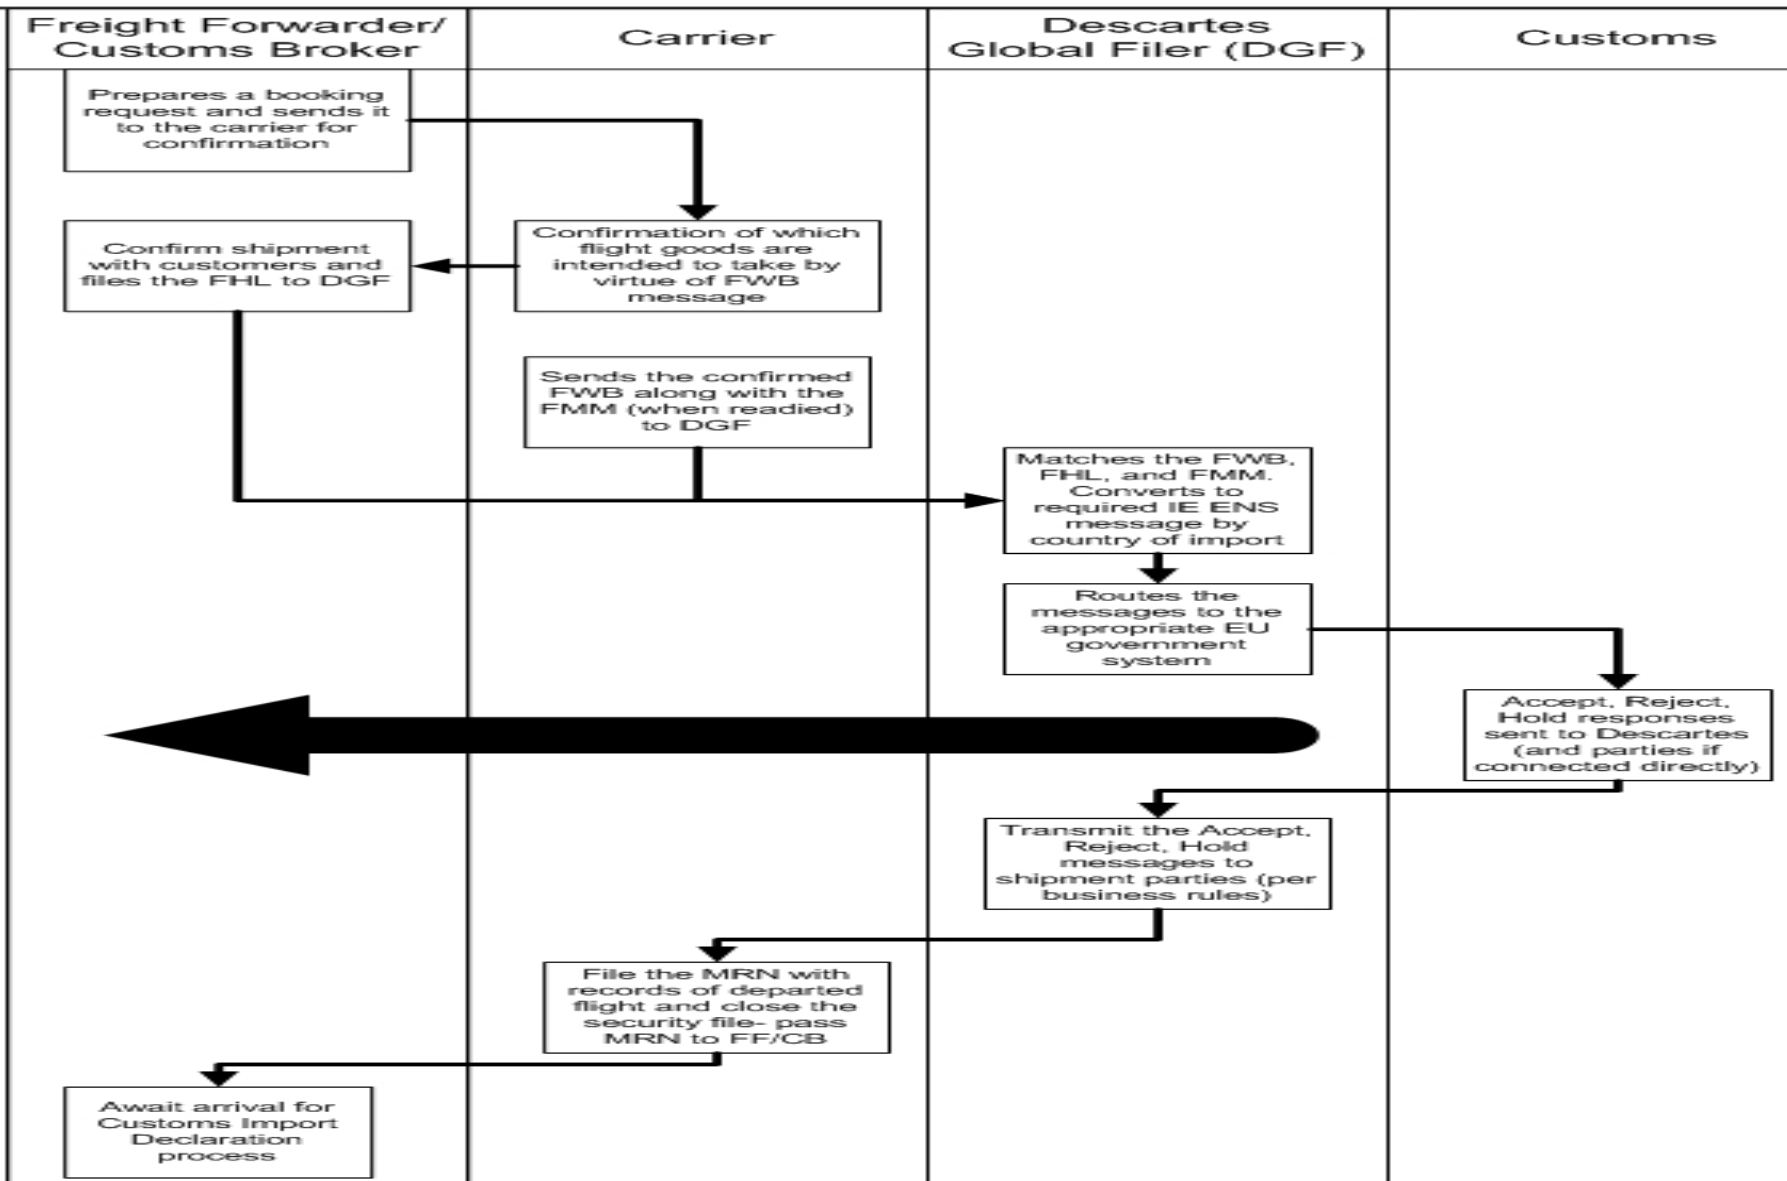 Freight Forwarder/
Customs Broker
Carrier
Descartes
Global Filer (DGF)
Customs
Prepares a booking
request and sends it
to the carrier for
confirmation
Confirm shipment
with customers and
files the FHL to DGF
Confirmation of which
flight goods are
intended to take by
virtue of FWB
message
Sends the confirmed
FWB along with the
FMM (when readied)
to DGF
Matches the FWB,
FHL, and FMM.
Converts to
required IE ENS
message by
country of import
Routes the
messages to the
appropriate EU
government
system
Accept, Reject,
Hold responses
sent to Descartes
(and parties if
connected directly)
Transmit the Accept,
Reject, Hold
messages to
shipment parties (per
business rules)
File the MRN with
records of departed
flight and close the
security file- pass
MRN to FF/CB
Await arrival for
Customs Import
Declaration
process